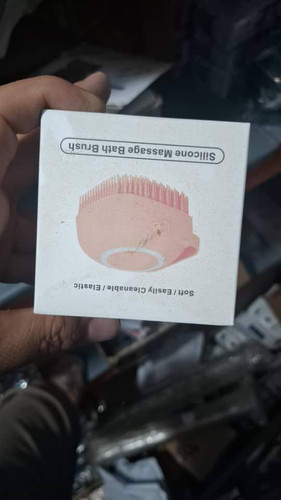 Silicone Massage Bath Brush
Soft / Easily Cleanable / Elastic